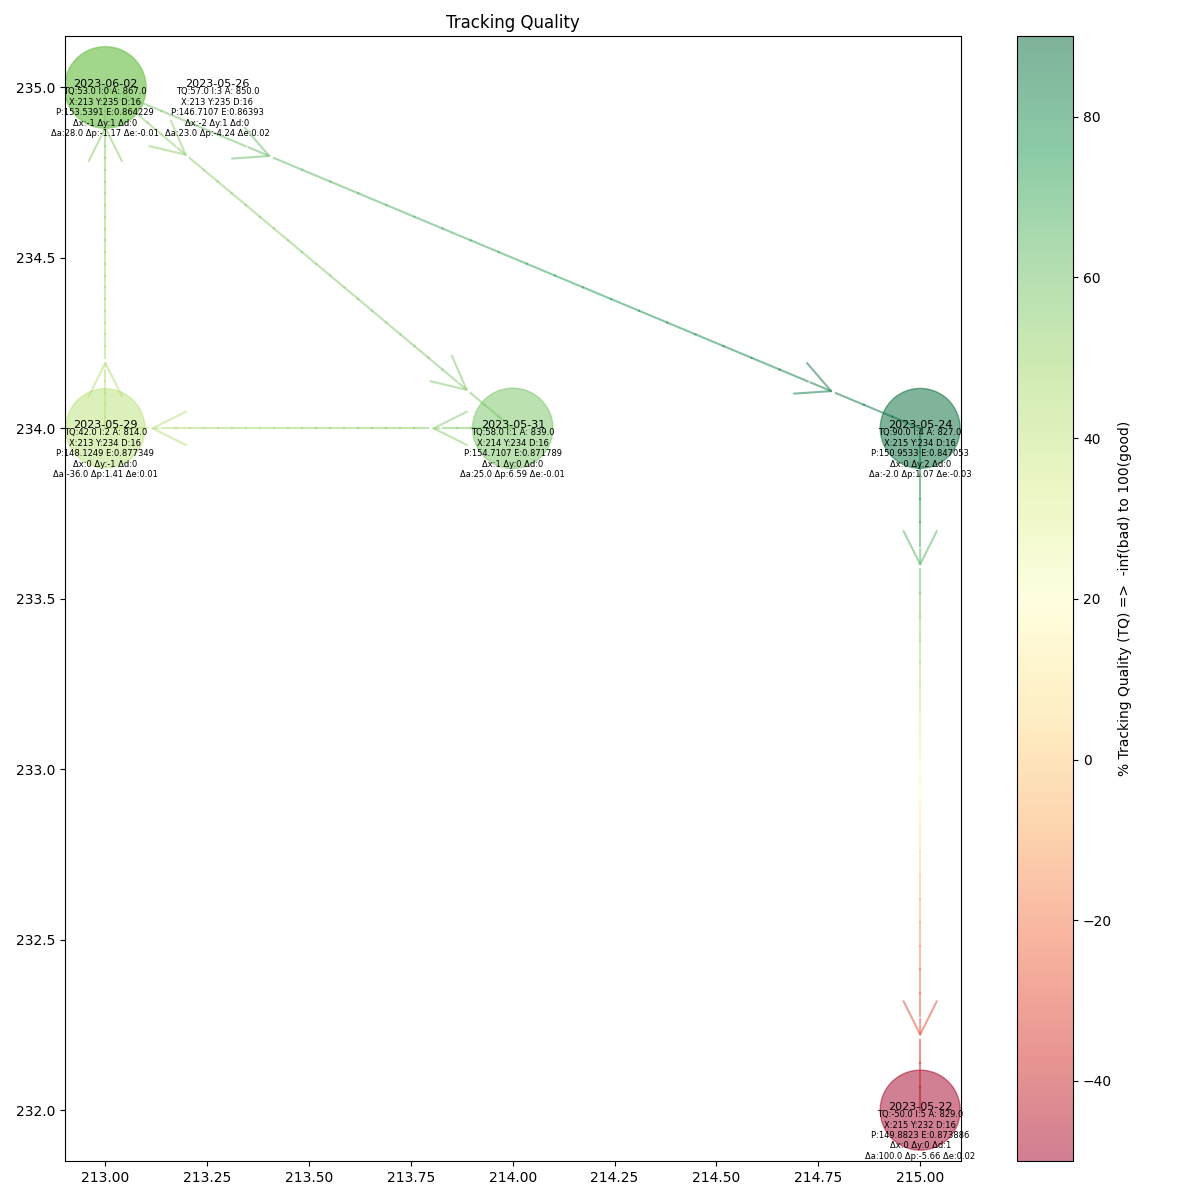 Tracking Quality
235.0
234.5
234.0
233.5
233.0
232.5
232.0
2023-06-02
TQ:53.0 I:0 A: 867.0
X:213 Y:235 D:16
P:153.5391 E:0.864229
Δx:-1 Δy:1 Δd:0
Δa:28.0 Δp:-1.17 Δe:-0.01
2023-05-26
TQ:57.0 I:3 A: 850.0
X:213 Y:235 D:16
P:146.7107 E:0.86393
Δx:-2 Δy:1 Δd:0
Δa:23.0 Δp:-4.24 Δe:0.02
2023-05-29
TQ:42.0 I:2 A: 814.0
X:213 Y:234 D:16
P:148.1249 E:0.877349
Δx:0 Δy:-1 Δd:0
Δa:-36.0 Δp:1.41 Δe:0.01
2023-05-31
TQ:58.0 I:1 A: 839.0
X:214 Y:234 D:16
P:154.7107 E:0.871789
Δx:1 Δy:0 Δd:0
Δa:25.0 Δp:6.59 Δe:-0.01
2023-05-24
TQ:90.0 I:4 A: 827.0
X:215 Y:234 D:16
P:150.9533 E:0.847053
Δx:0 Δy:2 Δd:0
Δa:-2.0 Δp:1.07 Δe:-0.03
2023-05-22
TQ:-50.0 I:5 A: 829.0
X:215 Y:232 D:16
P:149.8823 E:0.873886
Δx:0 Δy:0 Δd:1
Δa:100.0 Δp:-5.66 Δe:0.02
213.00 213.25 213.50 213.75 214.00 214.25 214.50 214.75 215.00
80
60
40
20
0
−20
−40
% Tracking Quality (TQ) => -inf(bad) to 100(good)